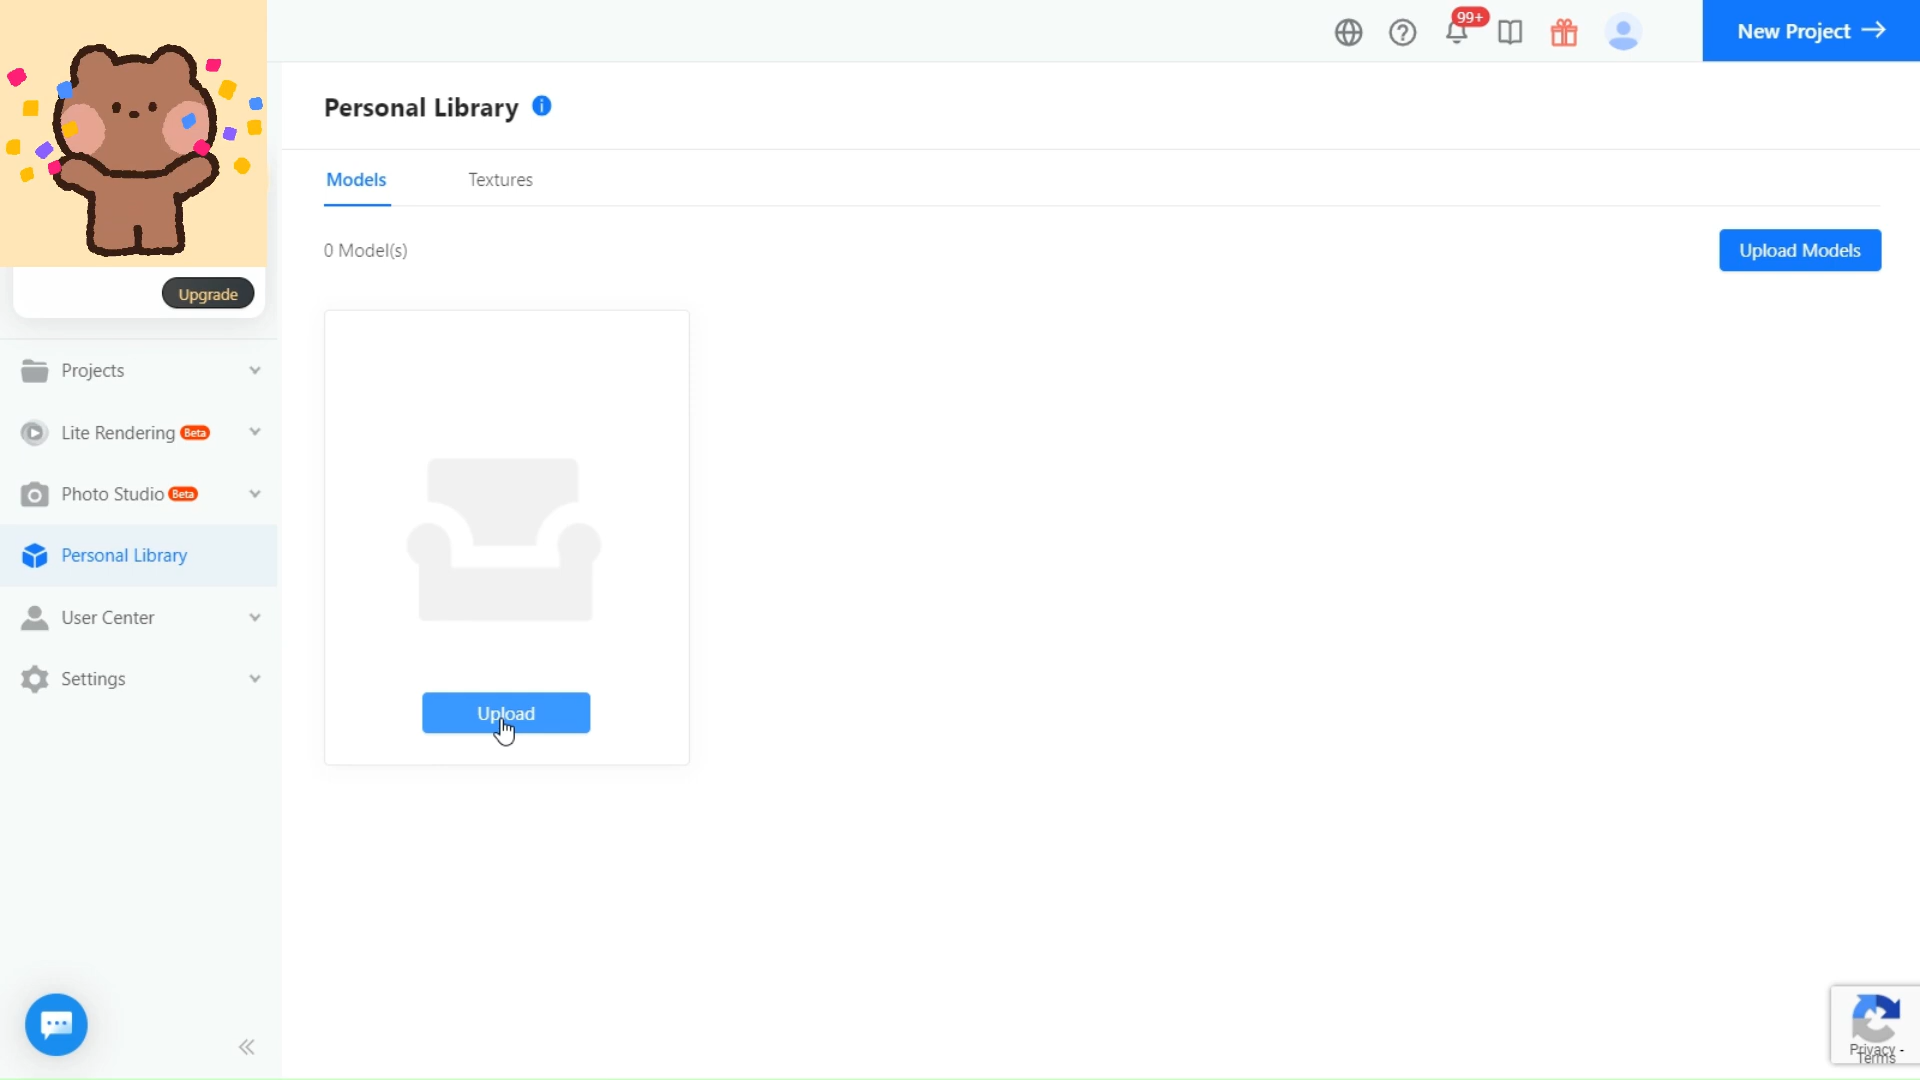 99+
New Project
Personal Library
Models
Textures
0 Model(s)
Upload Models
Upgrade
Projects
Lite Rendering Beta
Photo Studio Beta
Personal Library
User Center
Settings
Upload
Privacy -
Terms